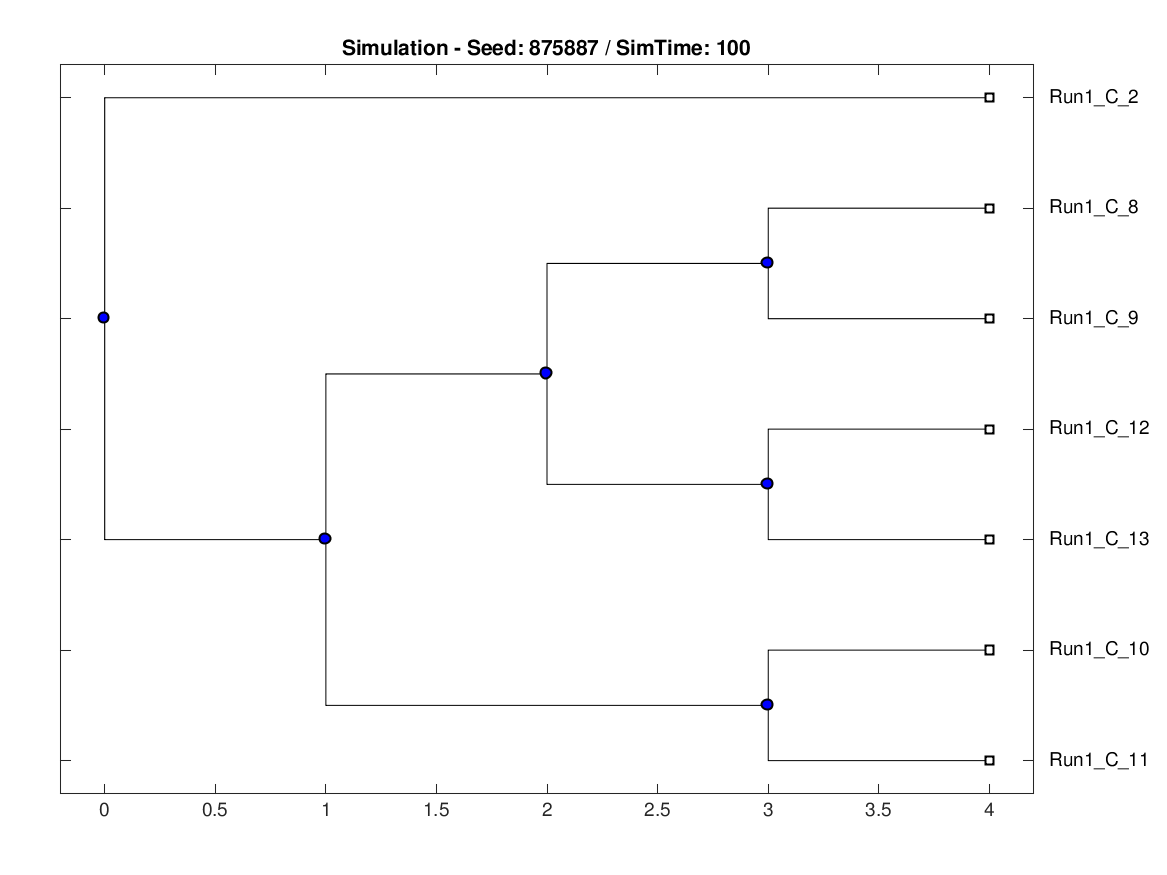 Simulation - Seed: 875887 / SimTime: 100
Run1_C_2
Run1_C_8
Run1_C_9
Run1_C_12
Run1_C_13
Run1_C_10
Run1_C_11
0 0.5 1 1.5 2 2.5 3 3.5 4